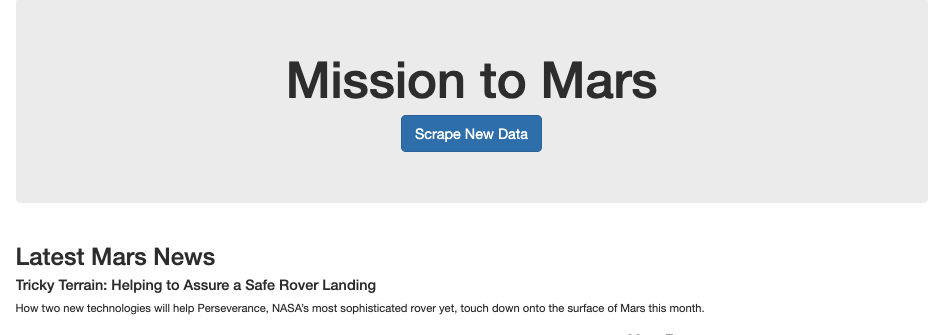 Mission to Mars
Scrape New Data
Latest Mars News
Tricky Terrain: Helping to Assure a Safe Rover Landing
How two new technologies will help Perseverance, NASA's most sophisticated rover yet, touch down onto the surface of Mars this month.